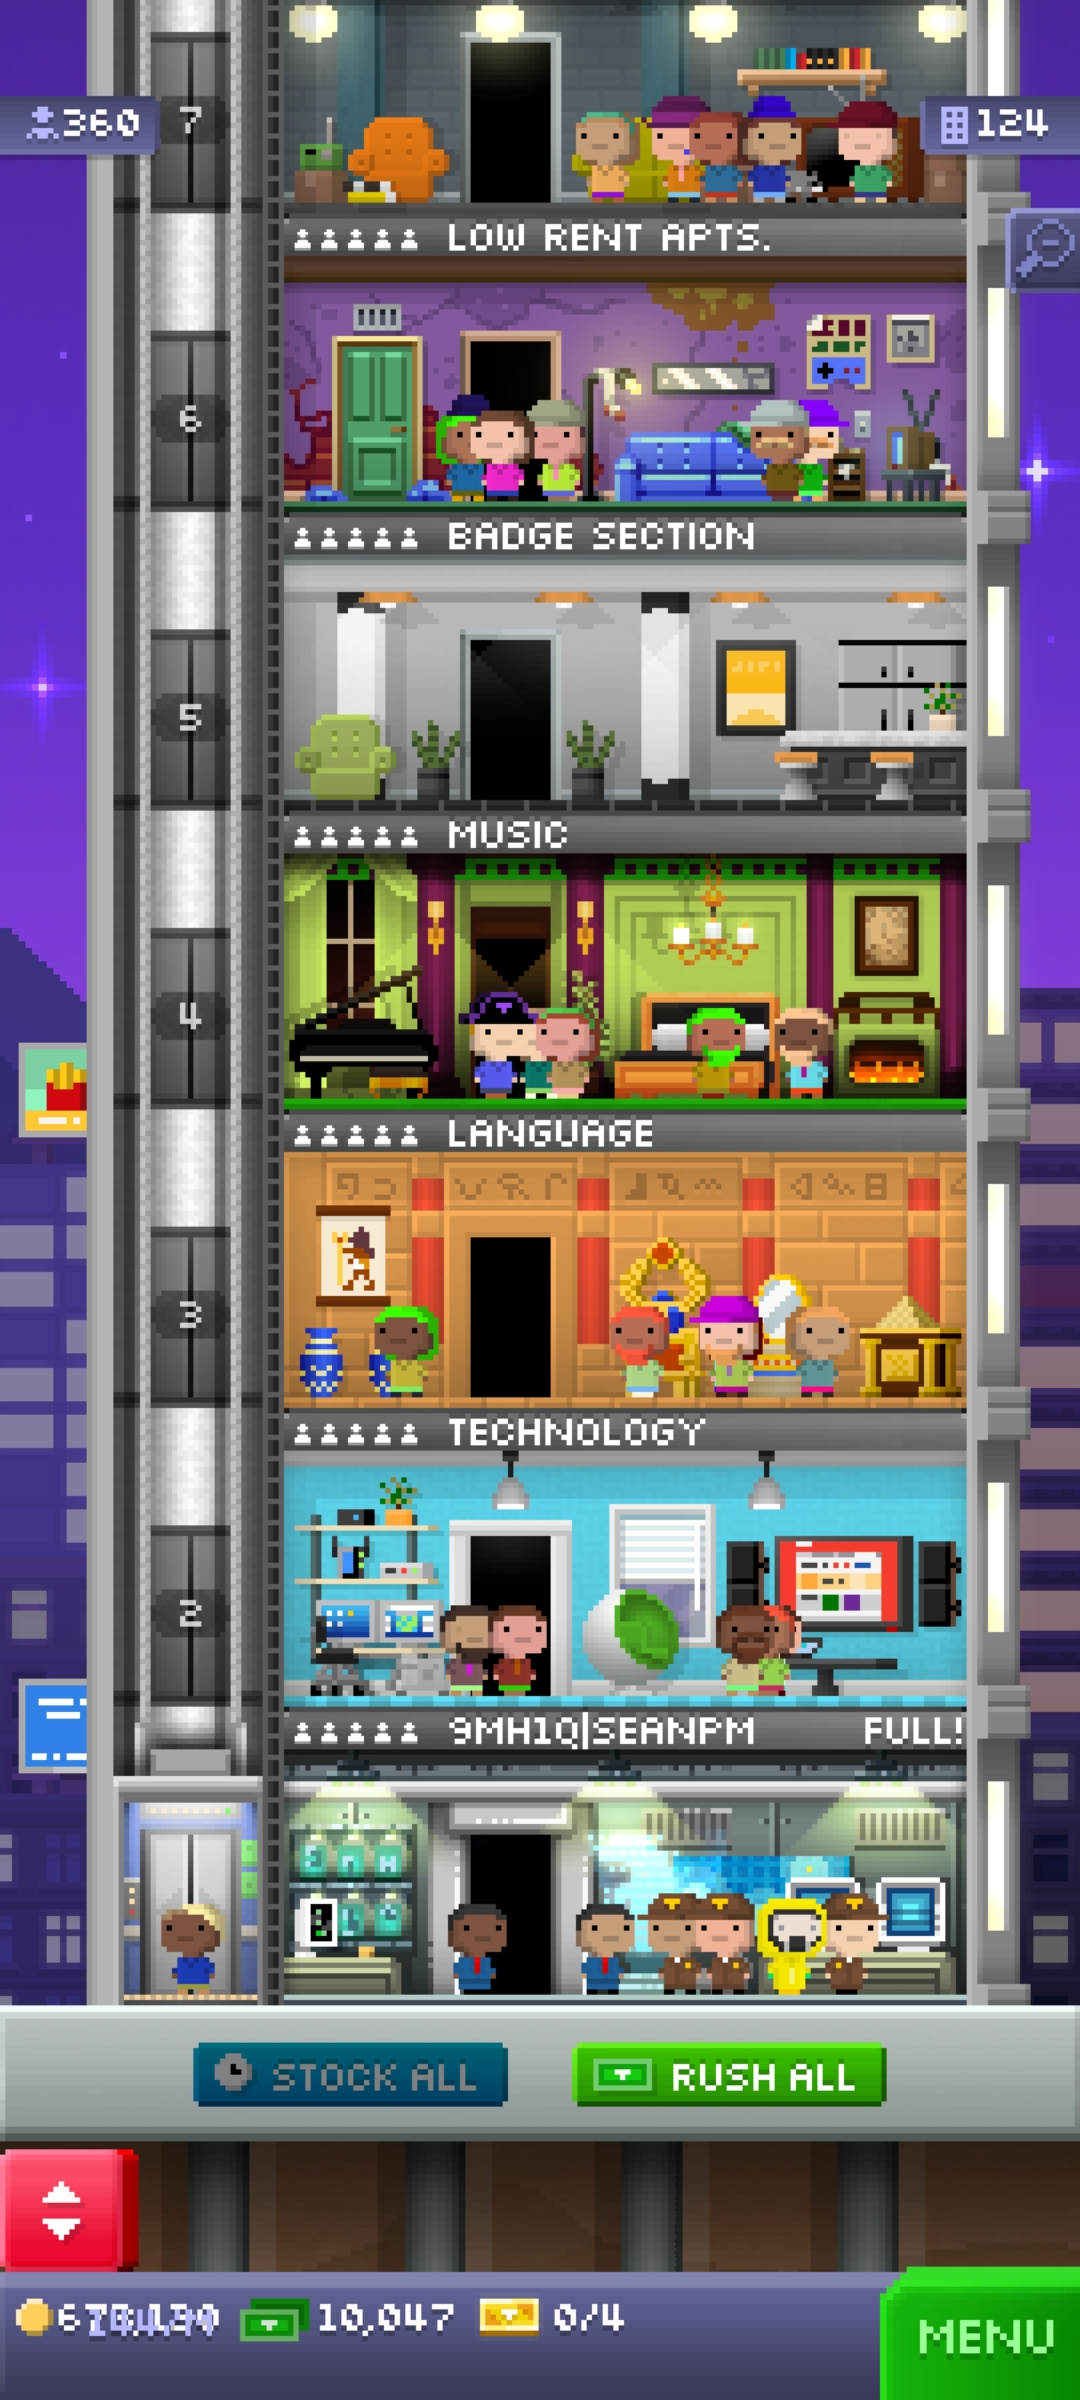 360
7
124
LOW RENT APTS.
6
BADGE SECTION
5
MUSIC
4
LANGUAGE
3
TECHNOLOGY
2
9MH1Q|SEANPM FULL!
STOCK ALL
RUSH ALL
10,047
0/4
MENU